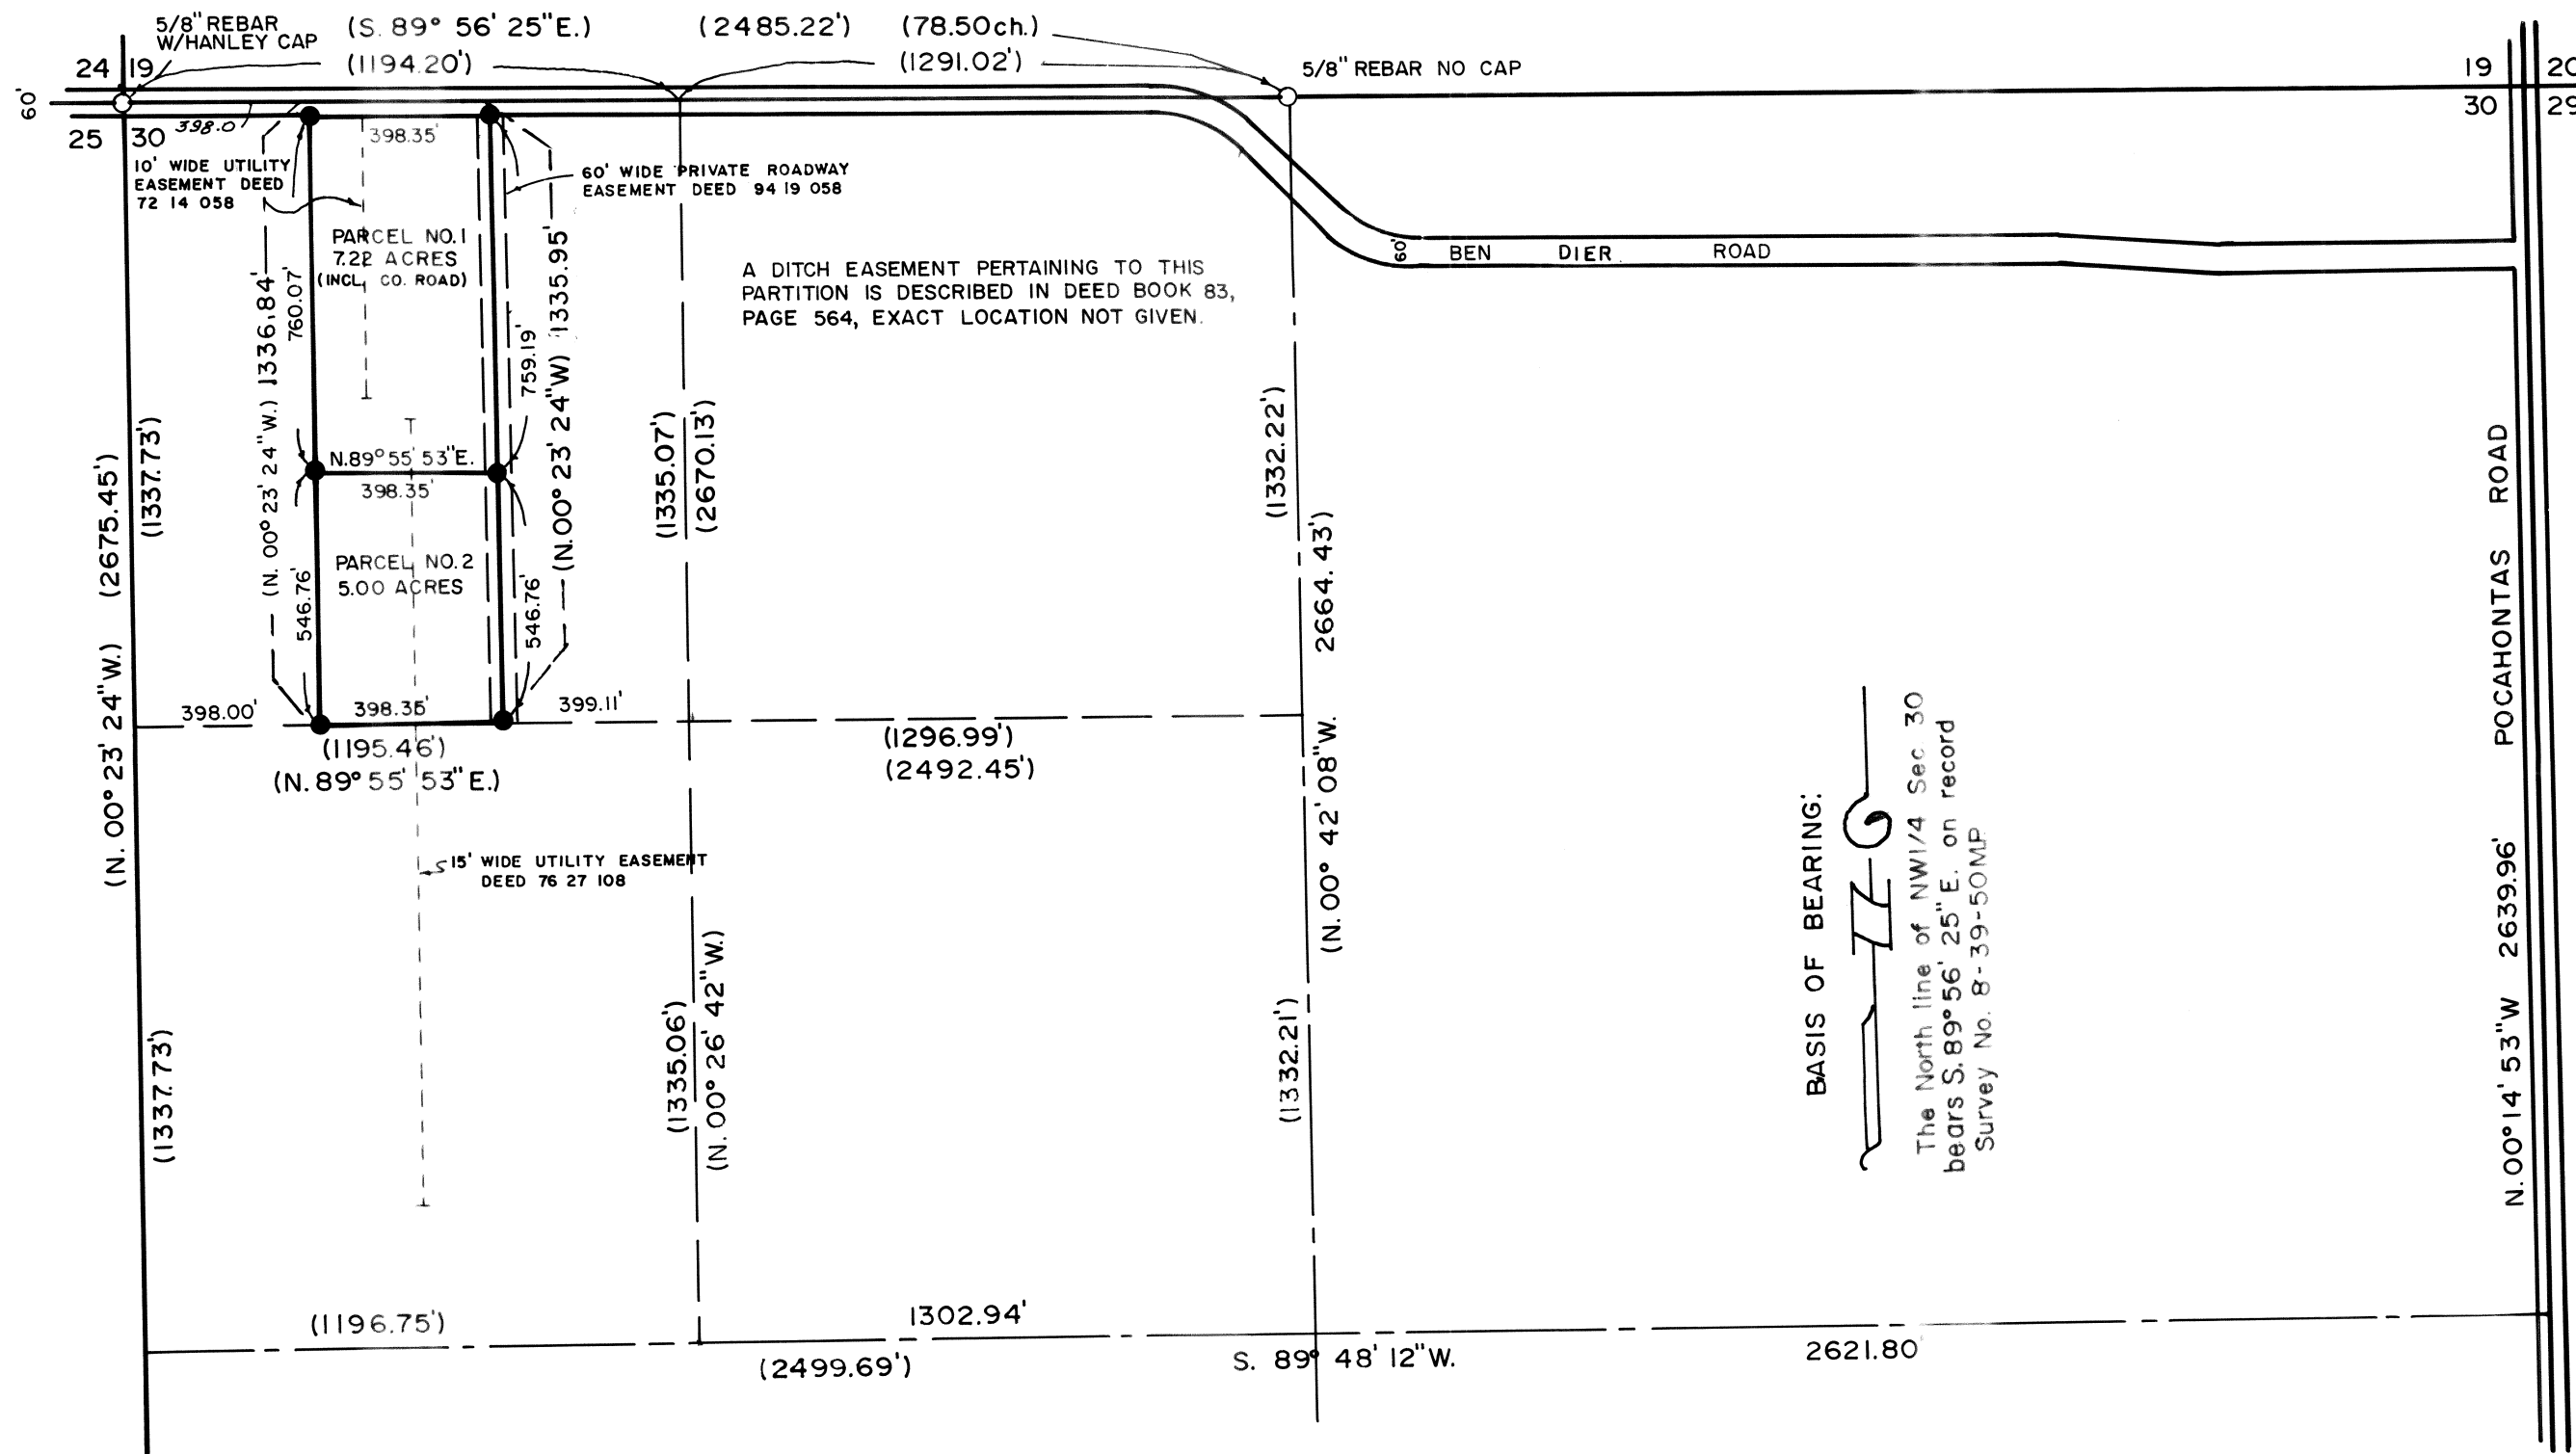 5/8" REBAR
W/HANLEY CAP
(S. 89° 56' 25"E.)
(2485.22')
(78.50ch.)
(1194.20')
(1291.02')
5/8" REBAR NO CAP
24
19
25
30
19
20
30
29
60'
398.0
398.35'
10' WIDE UTILITY
EASEMENT DEED
72 14 058
60' WIDE PRIVATE ROADWAY
EASEMENT DEED 94 19 058
PARCEL NO.1
7.22 ACRES
(INCL. CO. ROAD)
A DITCH EASEMENT PERTAINING TO THIS
PARTITION IS DESCRIBED IN DEED BOOK 83,
PAGE 564, EXACT LOCATION NOT GIVEN.
60'
BEN DIER ROAD
(N. 00° 23' 24"W.) 1336.84'
760.07'
759.19'
(N.00° 23' 24"W) 1335.95'
N.89° 55' 53"E.
398.35'
PARCEL NO.2
5.00 ACRES
546.76'
546.76'
(N. 00° 23' 24"W.) (2675.45')
(1337.73')
(1335.07')
(2670.13')
(1332.22')
(N.00° 42' 08"W. 2664.43')
398.00'
398.35'
399.11'
(1195.46')
(N.89° 55' 53"E.)
(1296.99')
(2492.45')
15' WIDE UTILITY EASEMENT
DEED 76 27 108
(1337.73')
(1335.06')
(N.00° 26' 42"W.)
(1332.21')
BASIS OF BEARING:
The North line of NW1/4 Sec 30
bears S.89° 56' 25" E. on record
Survey No. 8-39-50MP
POCAHONTAS ROAD
N.00° 14' 53"W 2639.96'
(1196.75')
1302.94'
(2499.69')
S. 89° 48' 12"W.
2621.80'